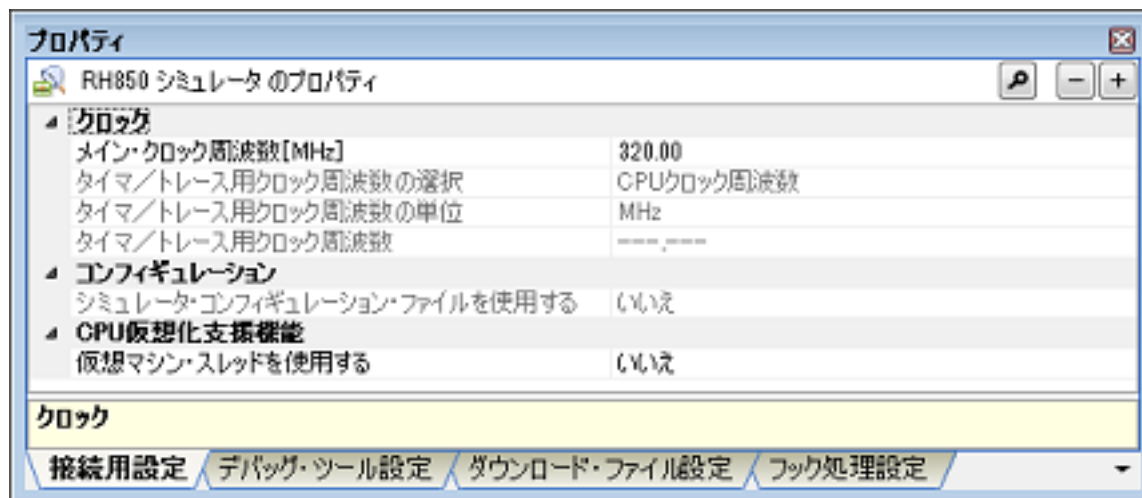 プロパティ
RH850 シミュレータ のプロパティ
クロック
メイン・クロック周波数[MHz] 320.00
タイマ／トレース用クロック周波数の選択 CPUクロック周波数
タイマ／トレース用クロック周波数の単位 MHz
タイマ／トレース用クロック周波数 ---.---
コンフィギュレーション
シミュレータ・コンフィギュレーション・ファイルを使用する いいえ
CPU仮想化支援機能
仮想マシン・スレッドを使用する いいえ
クロック
接続用設定 デバッグ・ツール設定 ダウンロード・ファイル設定 フック処理設定